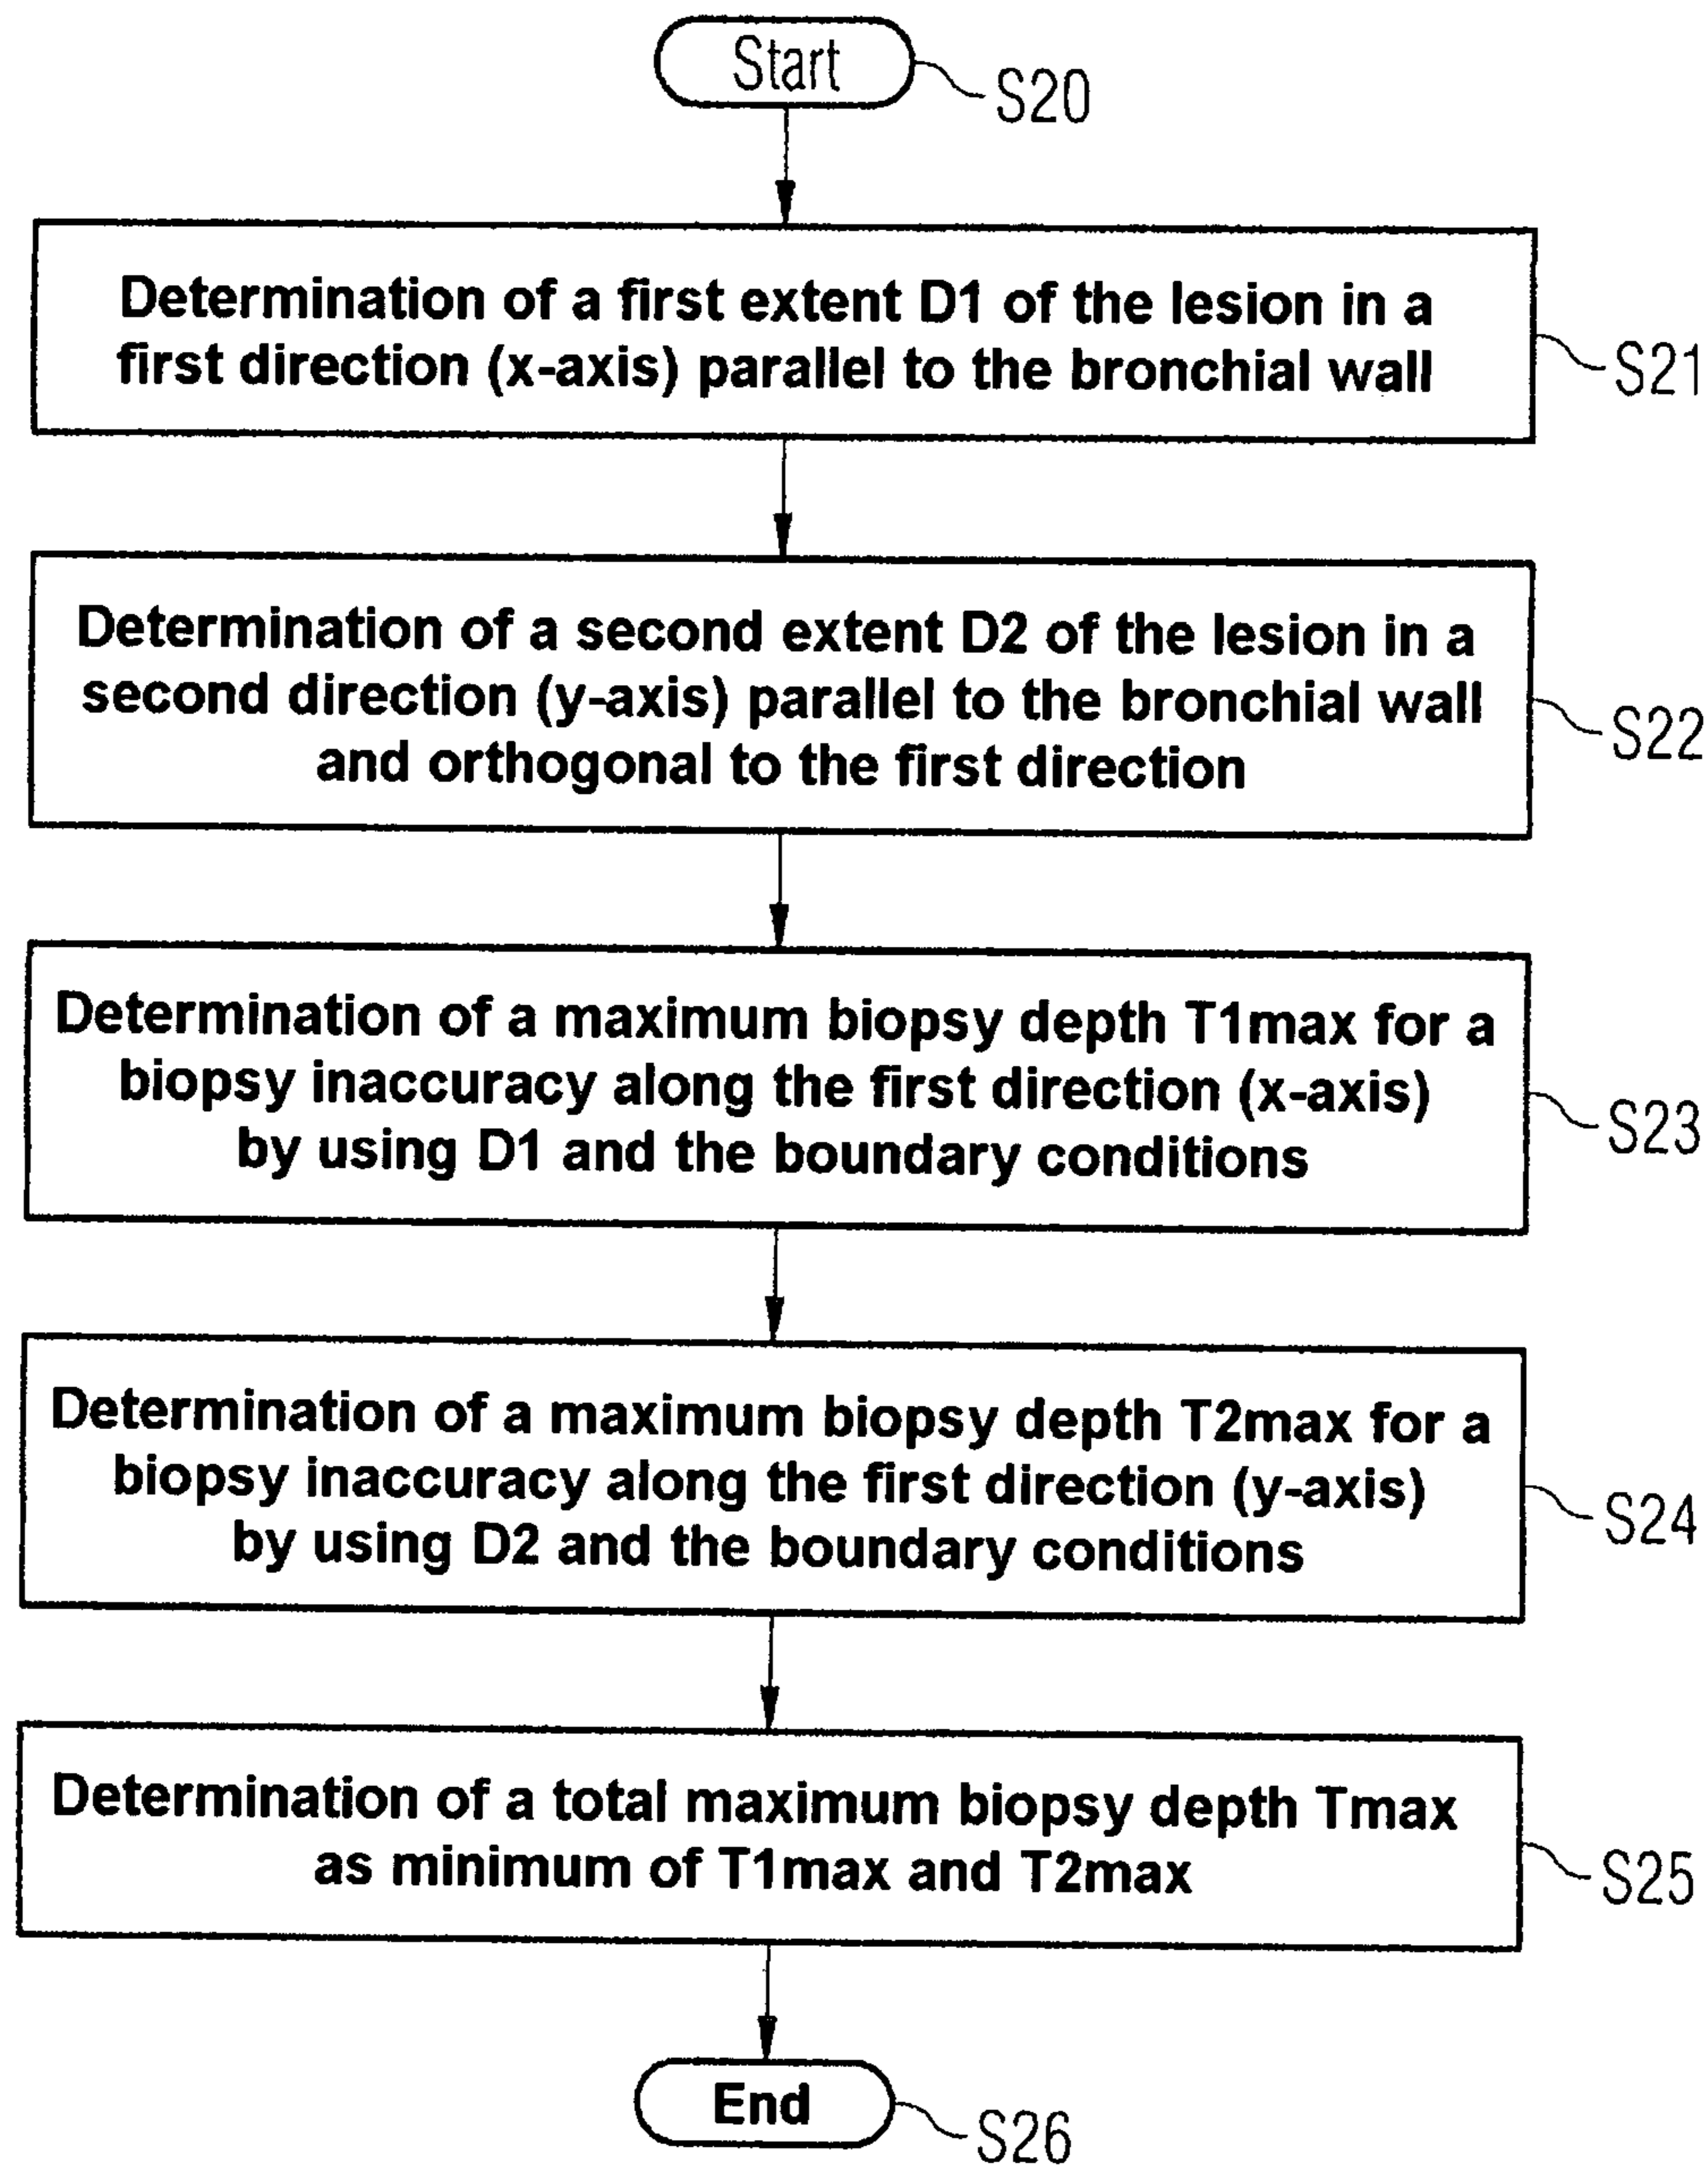 Start
S20
Determination of a first extent D1 of the lesion in a
first direction (x-axis) parallel to the bronchial wall
S21
Determination of a second extent D2 of the lesion in a
second direction (y-axis) parallel to the bronchial wall
and orthogonal to the first direction
S22
Determination of a maximum biopsy depth T1max for a
biopsy inaccuracy along the first direction (x-axis)
by using D1 and the boundary conditions
S23
Determination of a maximum biopsy depth T2max for a
biopsy inaccuracy along the first direction (y-axis)
by using D2 and the boundary conditions
S24
Determination of a total maximum biopsy depth Tmax
as minimum of T1max and T2max
S25
End
S26